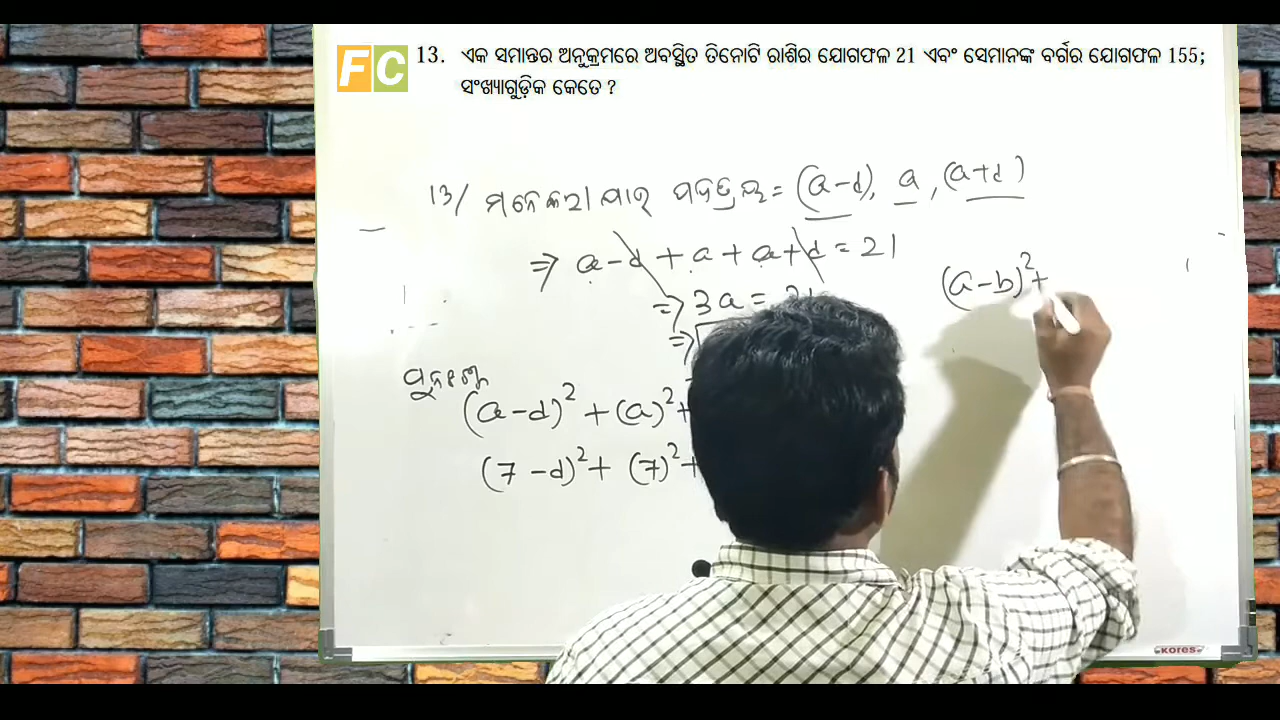 FC 13. ଏକ ସମାନ୍ତର ଅନୁକ୍ରମରେ ଅବସ୍ଥିତ ତିନୋଟି ରାଶିର ଯୋଗଫଳ 21 ଏବଂ ସେମାନଙ୍କ ବର୍ଗର ଯୋଗଫଳ 155;
ସଂଖ୍ୟାଗୁଡ଼ିକ କେତେ ?
13/ ମନେକରାଯାଉ ପଦତ୍ରୟ = (a-d), a, (a+d)
⇒ a-d + a + a+d = 21
(a-b)²+
⇒ 3a =
⇒
ପୁନଶ୍ଚ
(a-d)² + (a)² +
(7-d)² + (7)² +
KORES